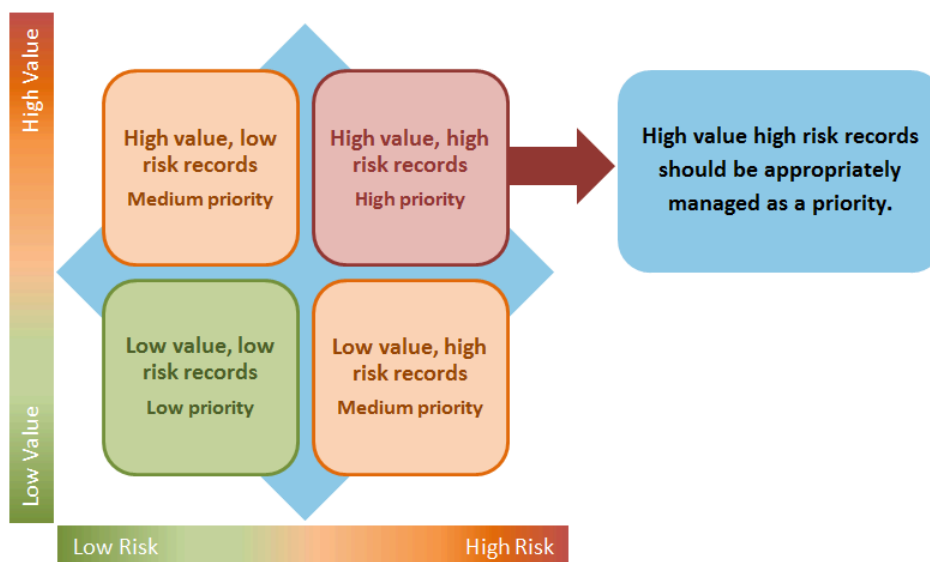 High Value
Low Value
High value, low
risk records
Medium priority
High value, high
risk records
High priority
High value high risk records
should be appropriately
managed as a priority.
Low value, low
risk records
Low priority
Low value, high
risk records
Medium priority
Low Risk
High Risk